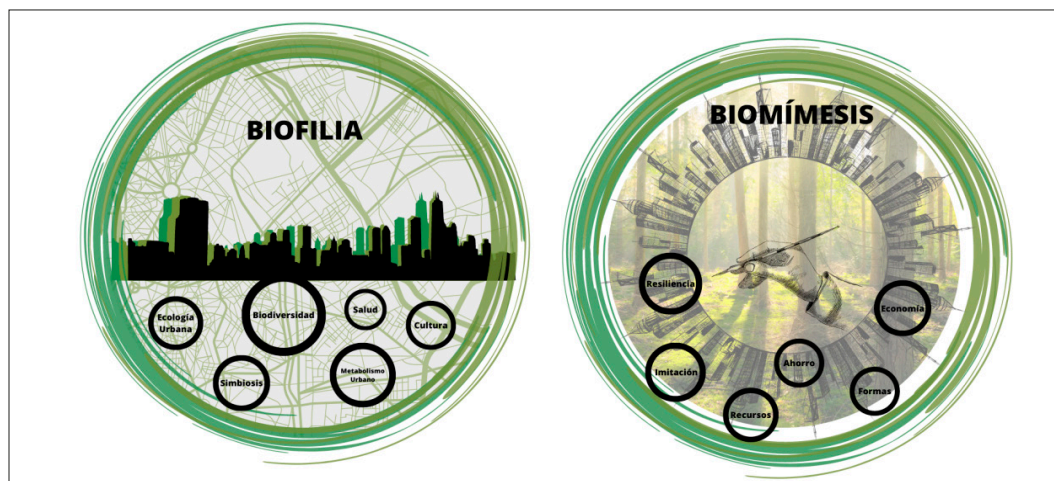 BIOFILIA
Ecología
Urbana
Biodiversidad
Salud
Cultura
Simbiosis
Metabolismo
Urbano
BIOMÍMESIS
Resiliencia
Economía
Imitación
Ahorro
Recursos
Formas